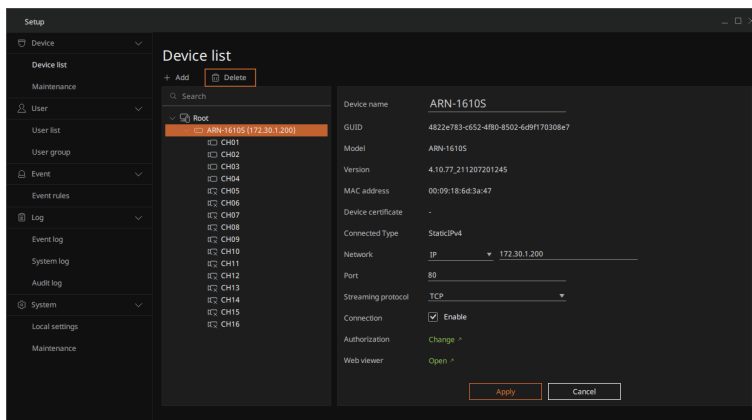 Setup
Device
Device list
Maintenance
User
User list
User group
Event
Event rules
Log
Event log
System log
Audit log
System
Local settings
Maintenance
Device list
+ Add
Delete
Search
Root
ARN-1610S (172.30.1.200)
CH01
CH02
CH03
CH04
CH05
CH06
CH07
CH08
CH09
CH10
CH11
CH12
CH13
CH14
CH15
CH16
Device name ARN-1610S
GUID 4822e783-c652-4f80-8502-6d9f170308e7
Model ARN-1610S
Version 4.10.77_211207201245
MAC address 00:09:18:6d:3a:47
Device certificate -
Connected Type StaticIPv4
Network IP 172.30.1.200
Port 80
Streaming protocol TCP
Connection Enable
Authorization Change
Web viewer Open
Apply Cancel